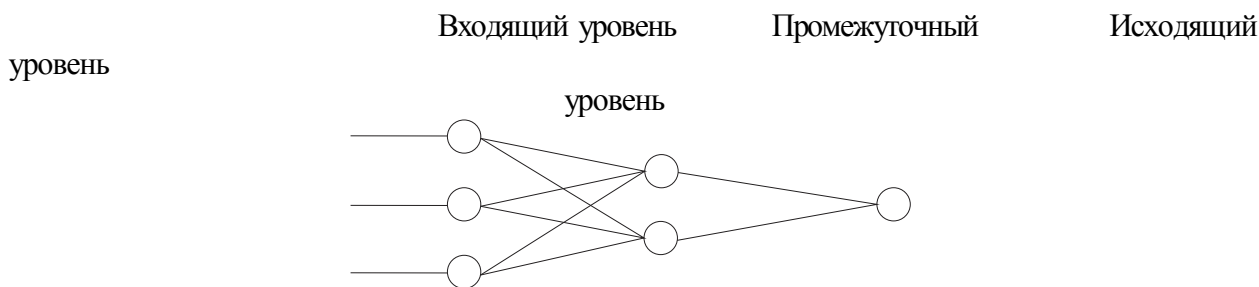 Входящий уровень Промежуточный Исходящий
уровень
уровень